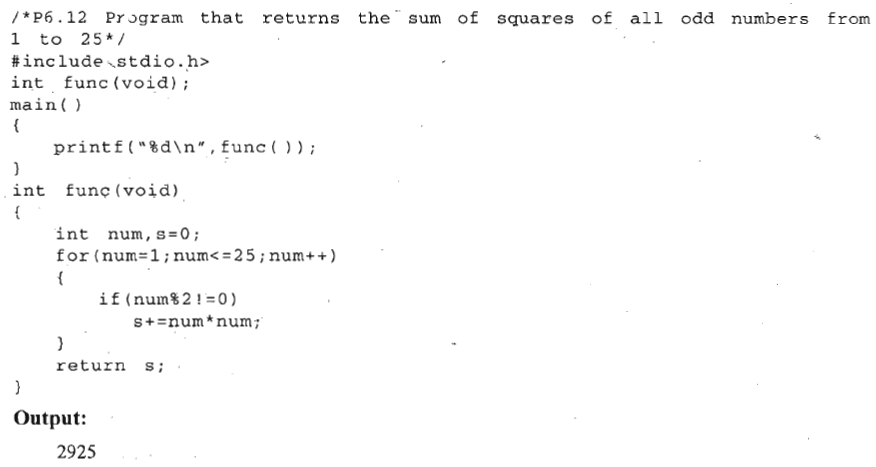 /*P6.12 Program that returns the sum of squares of all odd numbers from
1 to 25*/
#include stdio.h>
int func(void);
main( )
{
printf("%d\n",func( ));
}
int func(void)
{
int num,s=0;
for(num=1;num<=25;num++)
{
if(num%2!=0)
s+=num*num;
}
return s;
}
Output:
2925